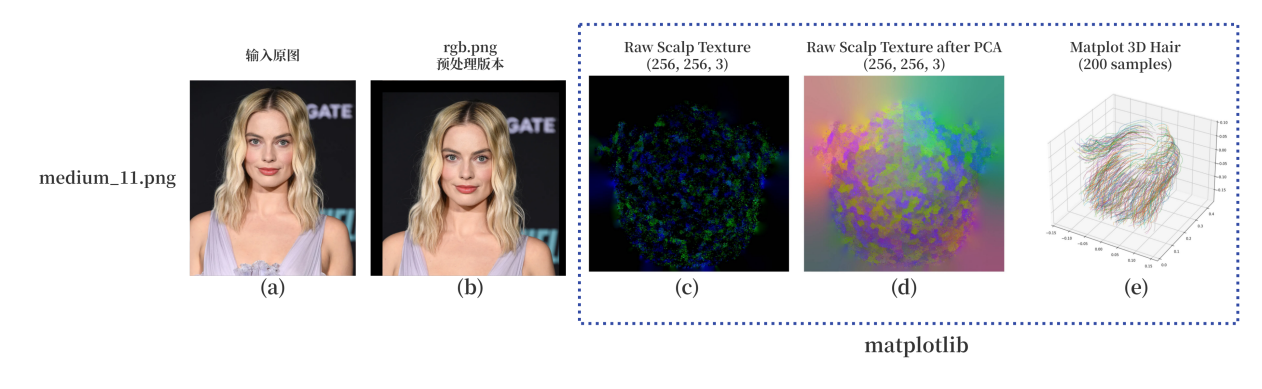 输入原图
rgb.png
预处理版本
Raw Scalp Texture
(256, 256, 3)
Raw Scalp Texture after PCA
(256, 256, 3)
Matplot 3D Hair
(200 samples)
medium_11.png
GATE
GATE
(a)
(b)
(c)
(d)
(e)
matplotlib